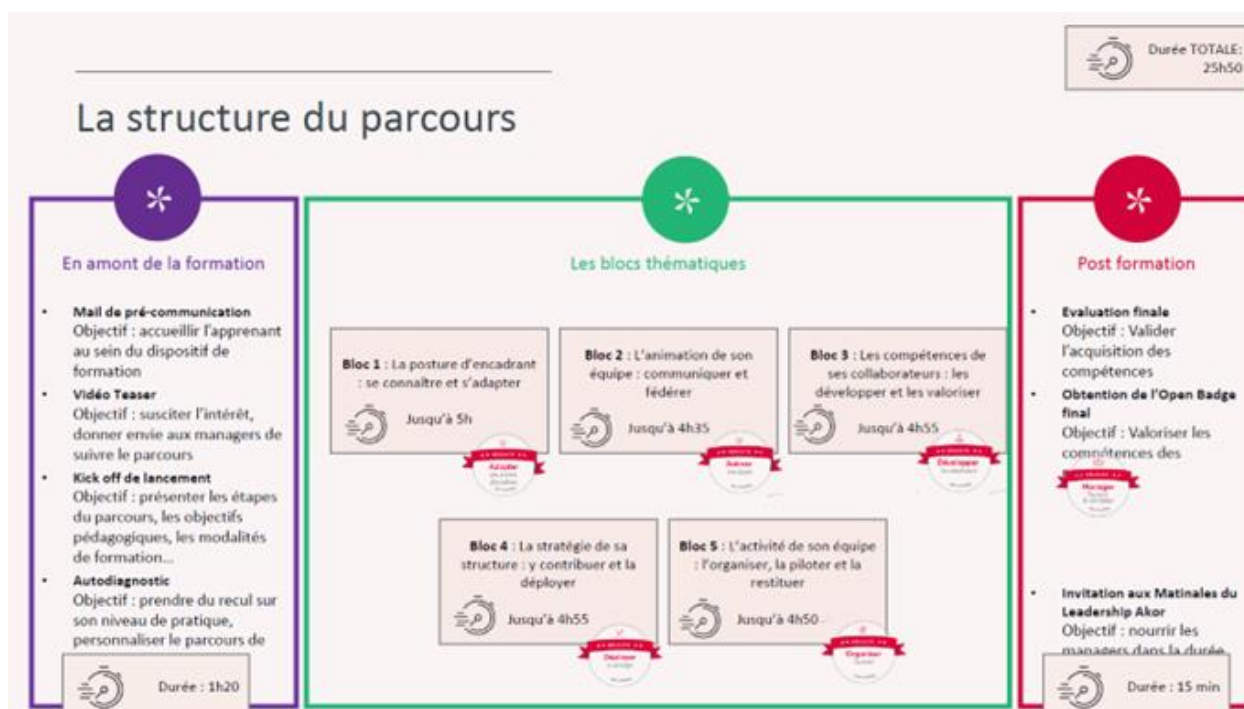 Durée TOTALE:
25h50
La structure du parcours
En amont de la formation
• Mail de pré-communication
Objectif : accueillir l'apprenant
au sein du dispositif de
formation
• Vidéo Teaser
Objectif : susciter l'intérêt,
donner envie aux managers de
suivre le parcours
• Kick off de lancement
Objectif : présenter les étapes
du parcours, les objectifs
pédagogiques, les modalités
de formation...
• Autodiagnostic
Objectif : prendre du recul sur
son niveau de pratique,
personnaliser le parcours de
Durée : 1h20
Les blocs thématiques
Bloc 1 : La posture d'encadrant
: se connaître et s'adapter
Jusqu'à 5h
Adapter
Bloc 2 : L'animation de son
équipe : communiquer et
fédérer
Jusqu'à 4h35
Animer
Bloc 3 : Les compétences de
ses collaborateurs : les
développer et les valoriser
Jusqu'à 4h55
Développer
Bloc 4 : La stratégie de sa
structure : y contribuer et la
déployer
Jusqu'à 4h55
Déployer
Bloc 5 : L'activité de son équipe
: l'organiser, la piloter et la
restituer
Jusqu'à 4h50
Organiser
Post formation
• Evaluation finale
Objectif : Valider
l'acquisition des
compétences
• Obtention de l'Open Badge
final
Objectif : Valoriser les
compétences des
Manager
• Invitation aux Matinales du
Leadership Akor
Objectif : nourrir les
managers dans la durée
Durée : 15 min